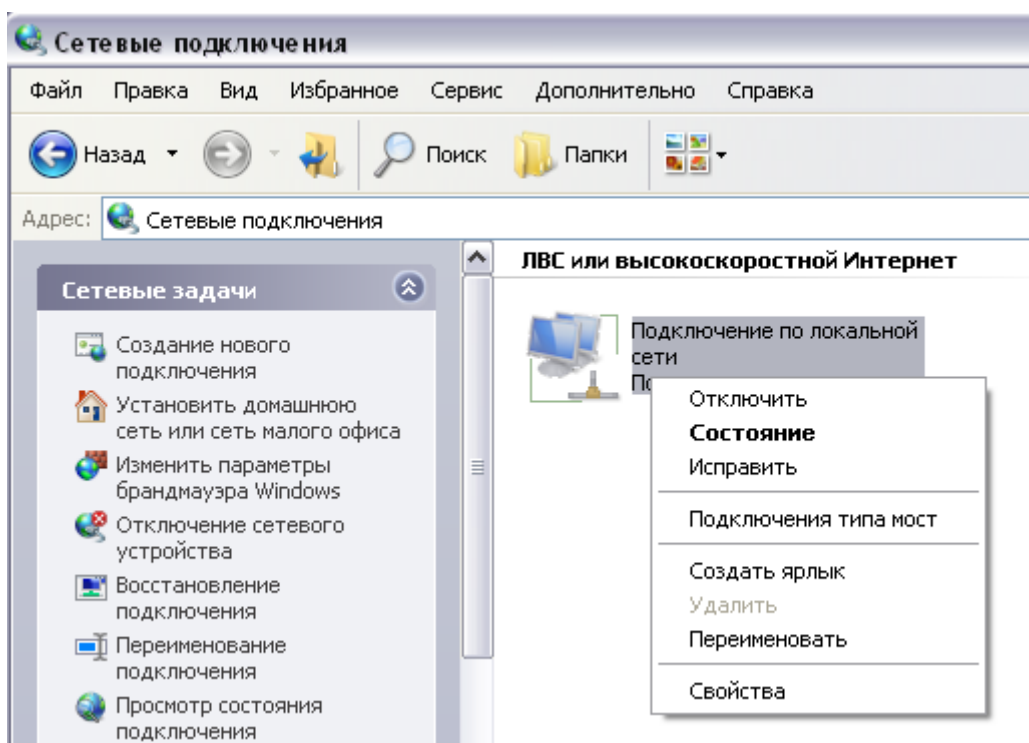 Сетевые подключения
Файл Правка Вид Избранное Сервис Дополнительно Справка
Назад Поиск Папки
Адрес: Сетевые подключения
Сетевые задачи
Создание нового
подключения
Установить домашнюю
сеть или сеть малого офиса
Изменить параметры
брандмауэра Windows
Отключение сетевого
устройства
Восстановление
подключения
Переименование
подключения
Просмотр состояния
подключения
ЛВС или высокоскоростной Интернет
Подключение по локальной
сети
Отключить
Состояние
Исправить
Подключения типа мост
Создать ярлык
Удалить
Переименовать
Свойства